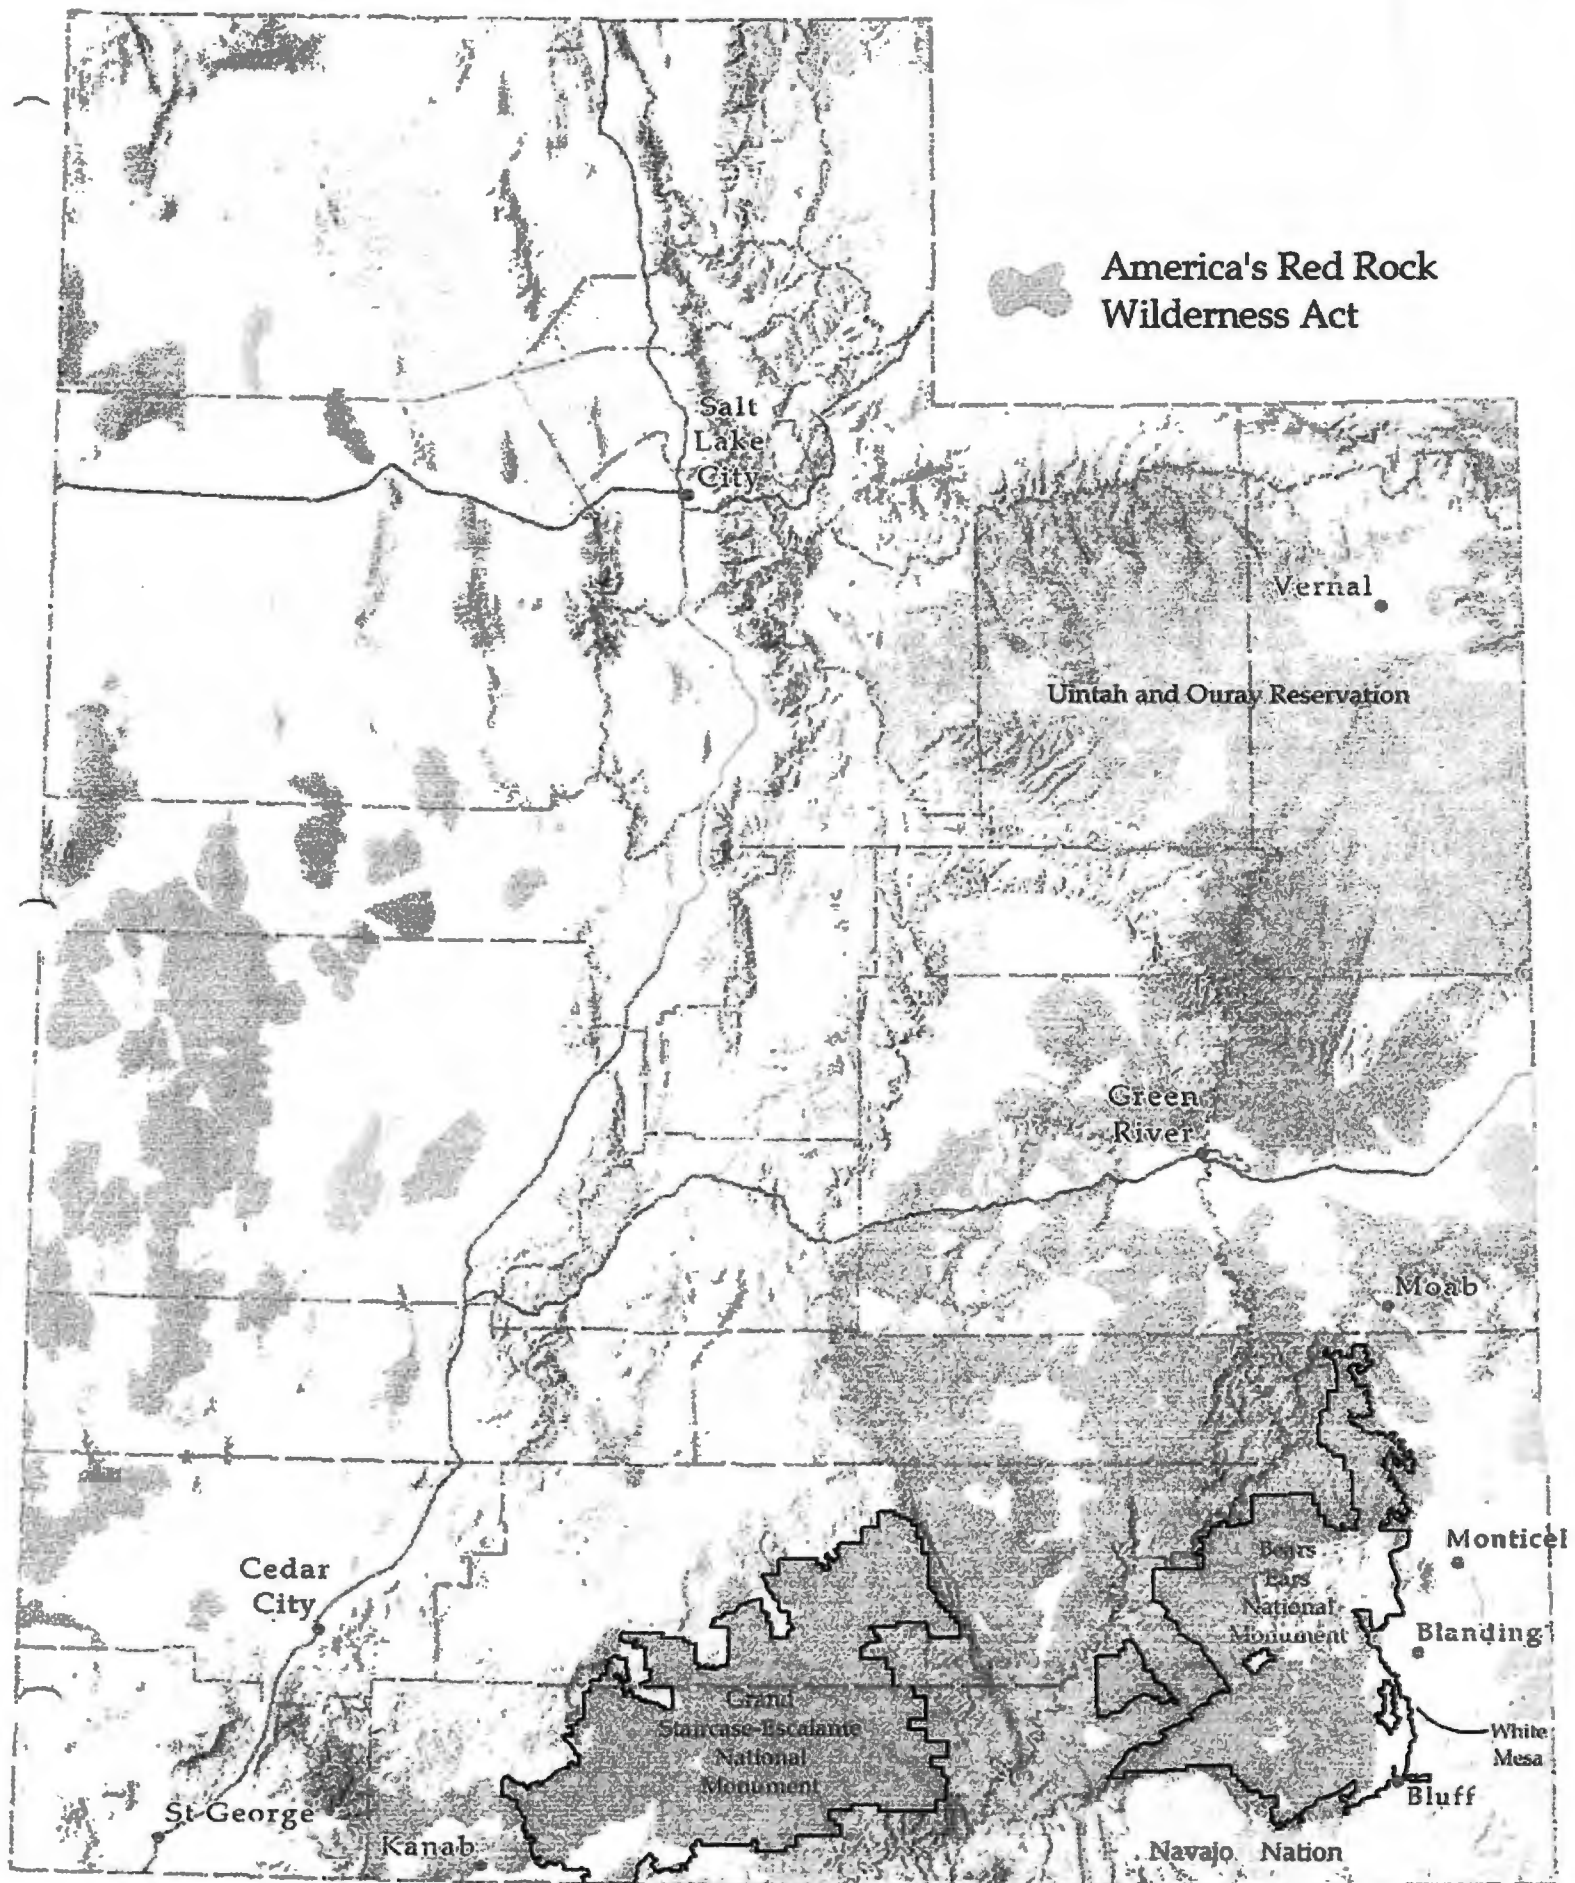 America's Red Rock
Wilderness Act
Salt
Lake
City
Vernal
Uintah and Ouray Reservation
Green
River
Moab
Monticel
Bears
Ears
National
Monument
Blanding
Cedar
City
Grand
Staircase-Escalante
National
Monument
White
Mesa
Bluff
St George
Kanab
Navajo Nation